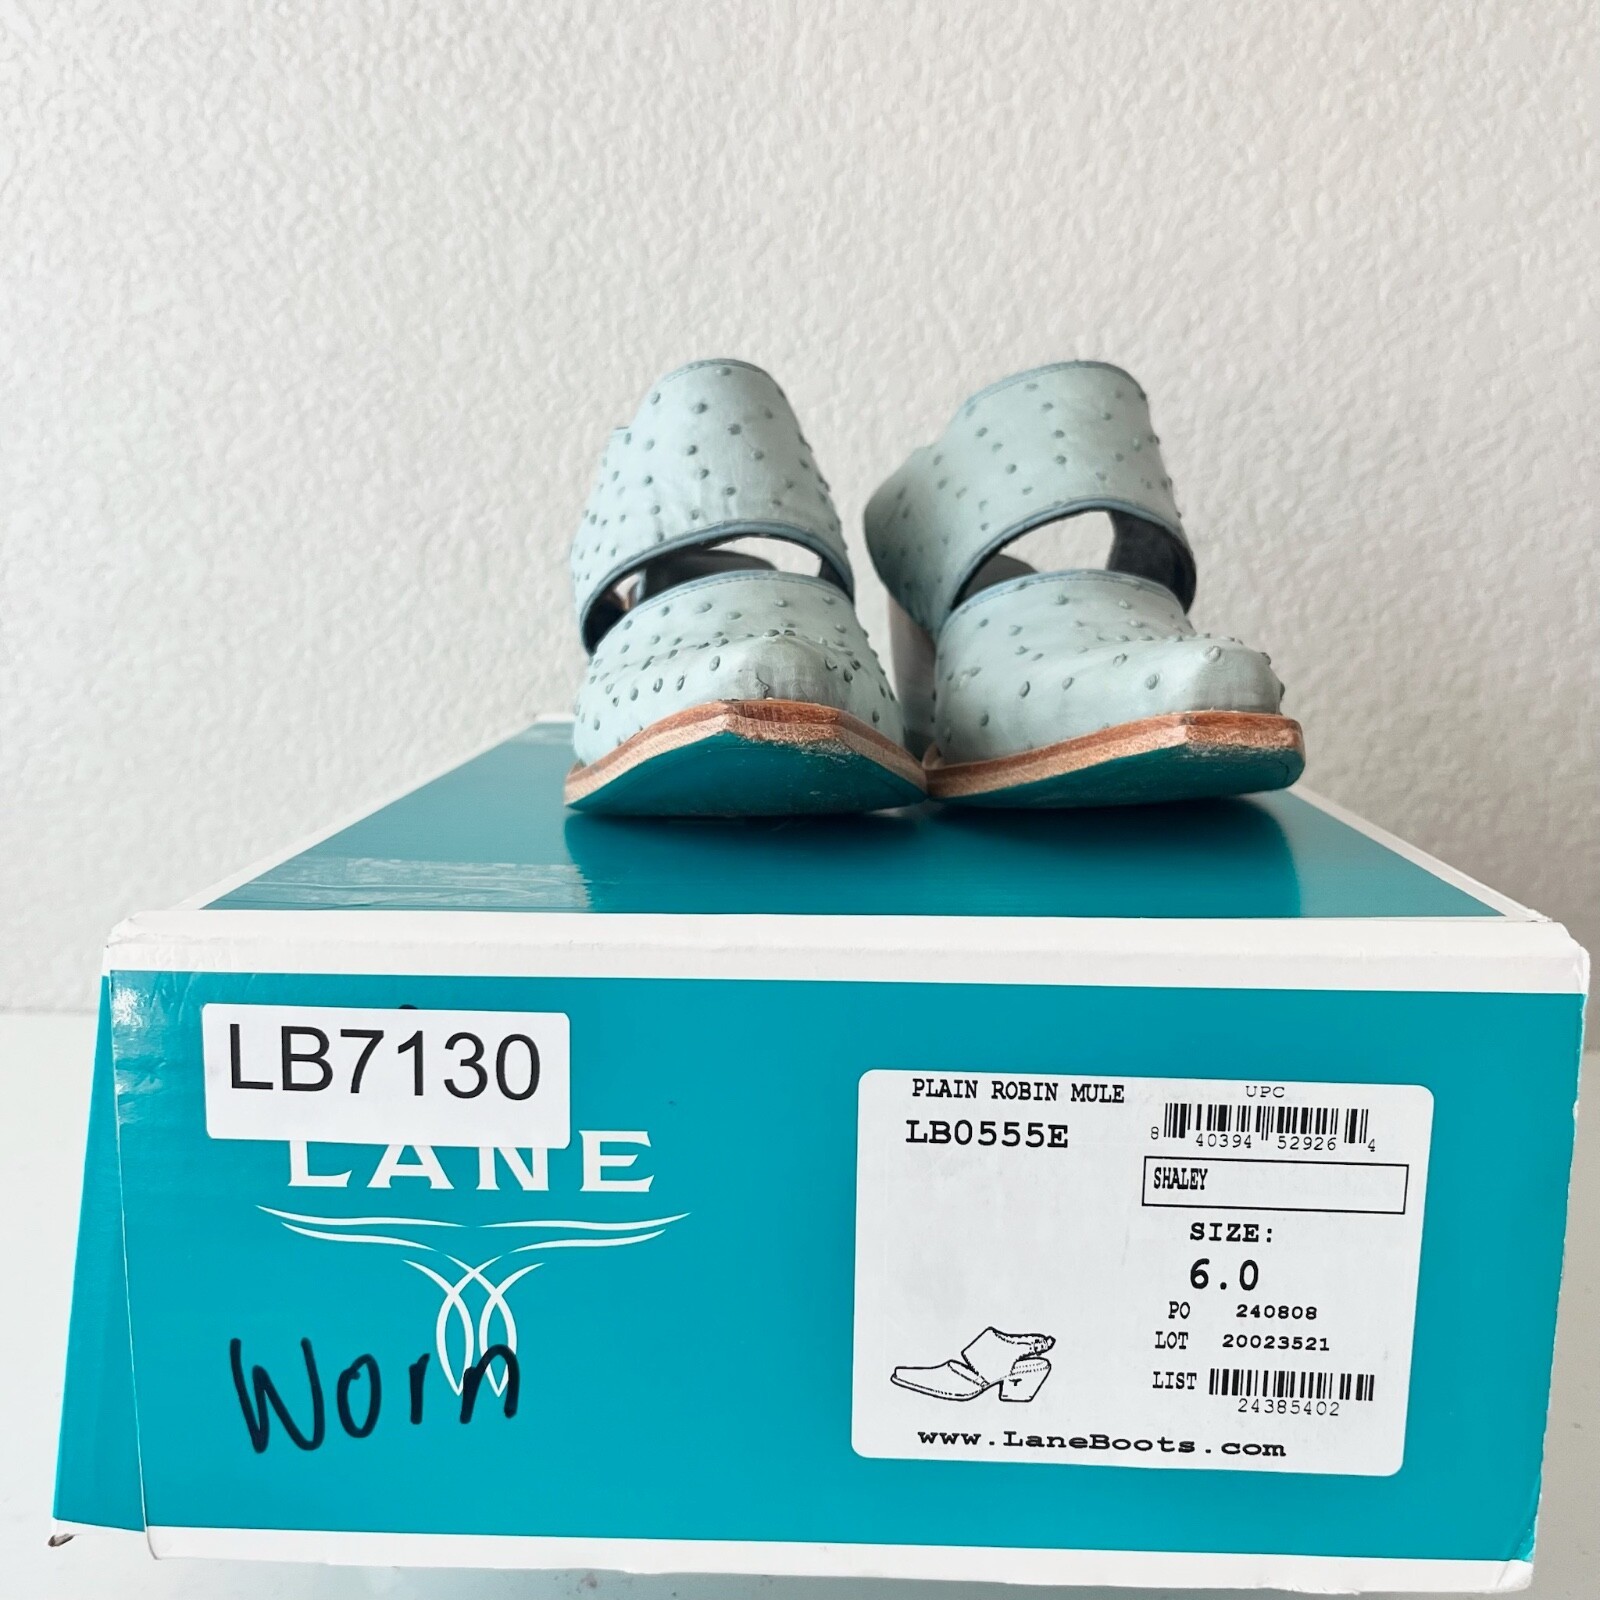 LB7130
LANE
Worn
PLAIN ROBIN MULE
LB0555E
UPC
8 40394 52926 4
SHALEY
SIZE:
6.0
PO 240808
LOT 20023521
LIST
24385402
www.LaneBoots.com